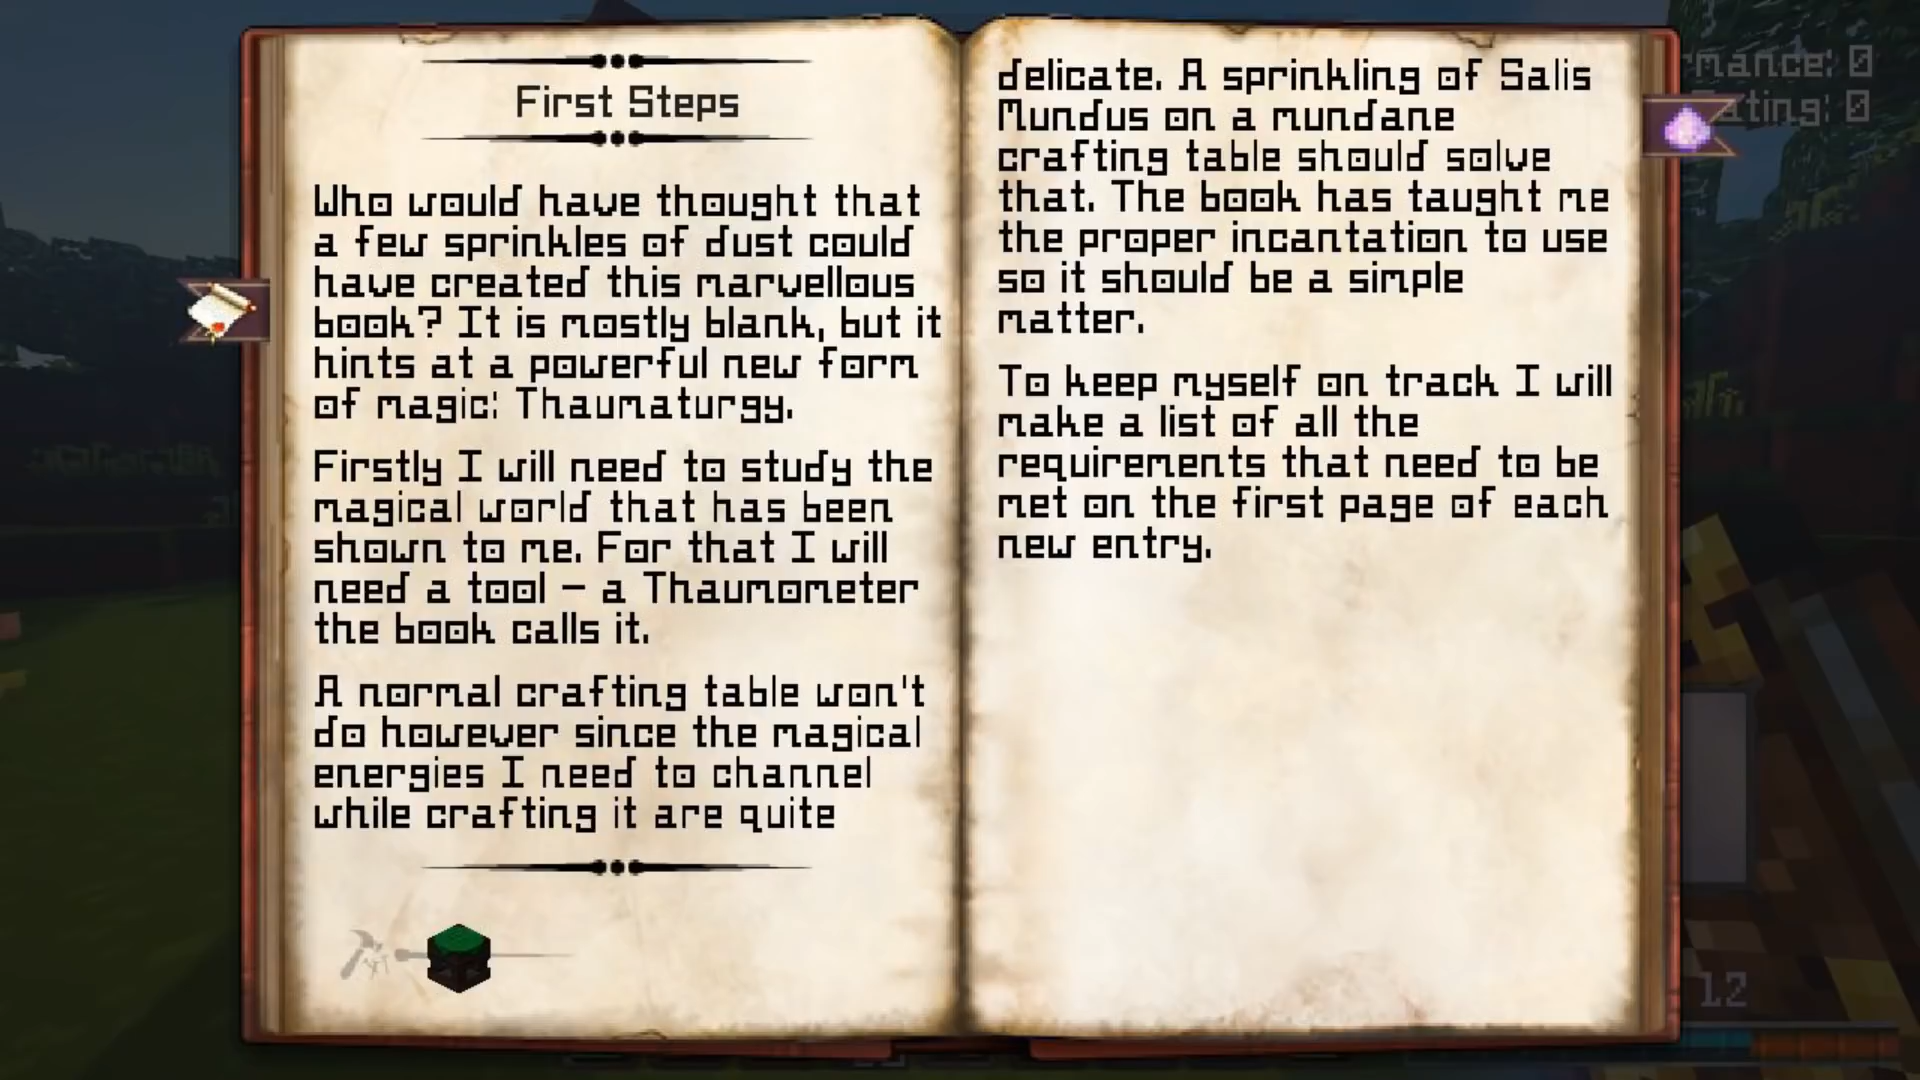 First Steps
Who would have thought that
a few sprinkles of dust could
have created this marvellous
book? It is mostly blank, but it
hints at a powerful new form
of magic: Thaumaturgy.
Firstly I will need to study the
magical world that has been
shown to me. For that I will
need a tool – a Thaumometer
the book calls it.
A normal crafting table won't
do however since the magical
energies I need to channel
while crafting it are quite
delicate. A sprinkling of Salis
Mundus on a mundane
crafting table should solve
that. The book has taught me
the proper incantation to use
so it should be a simple
matter.
To keep myself on track I will
make a list of all the
requirements that need to be
met on the first page of each
new entry.
rmance: 0
ating: 0
12